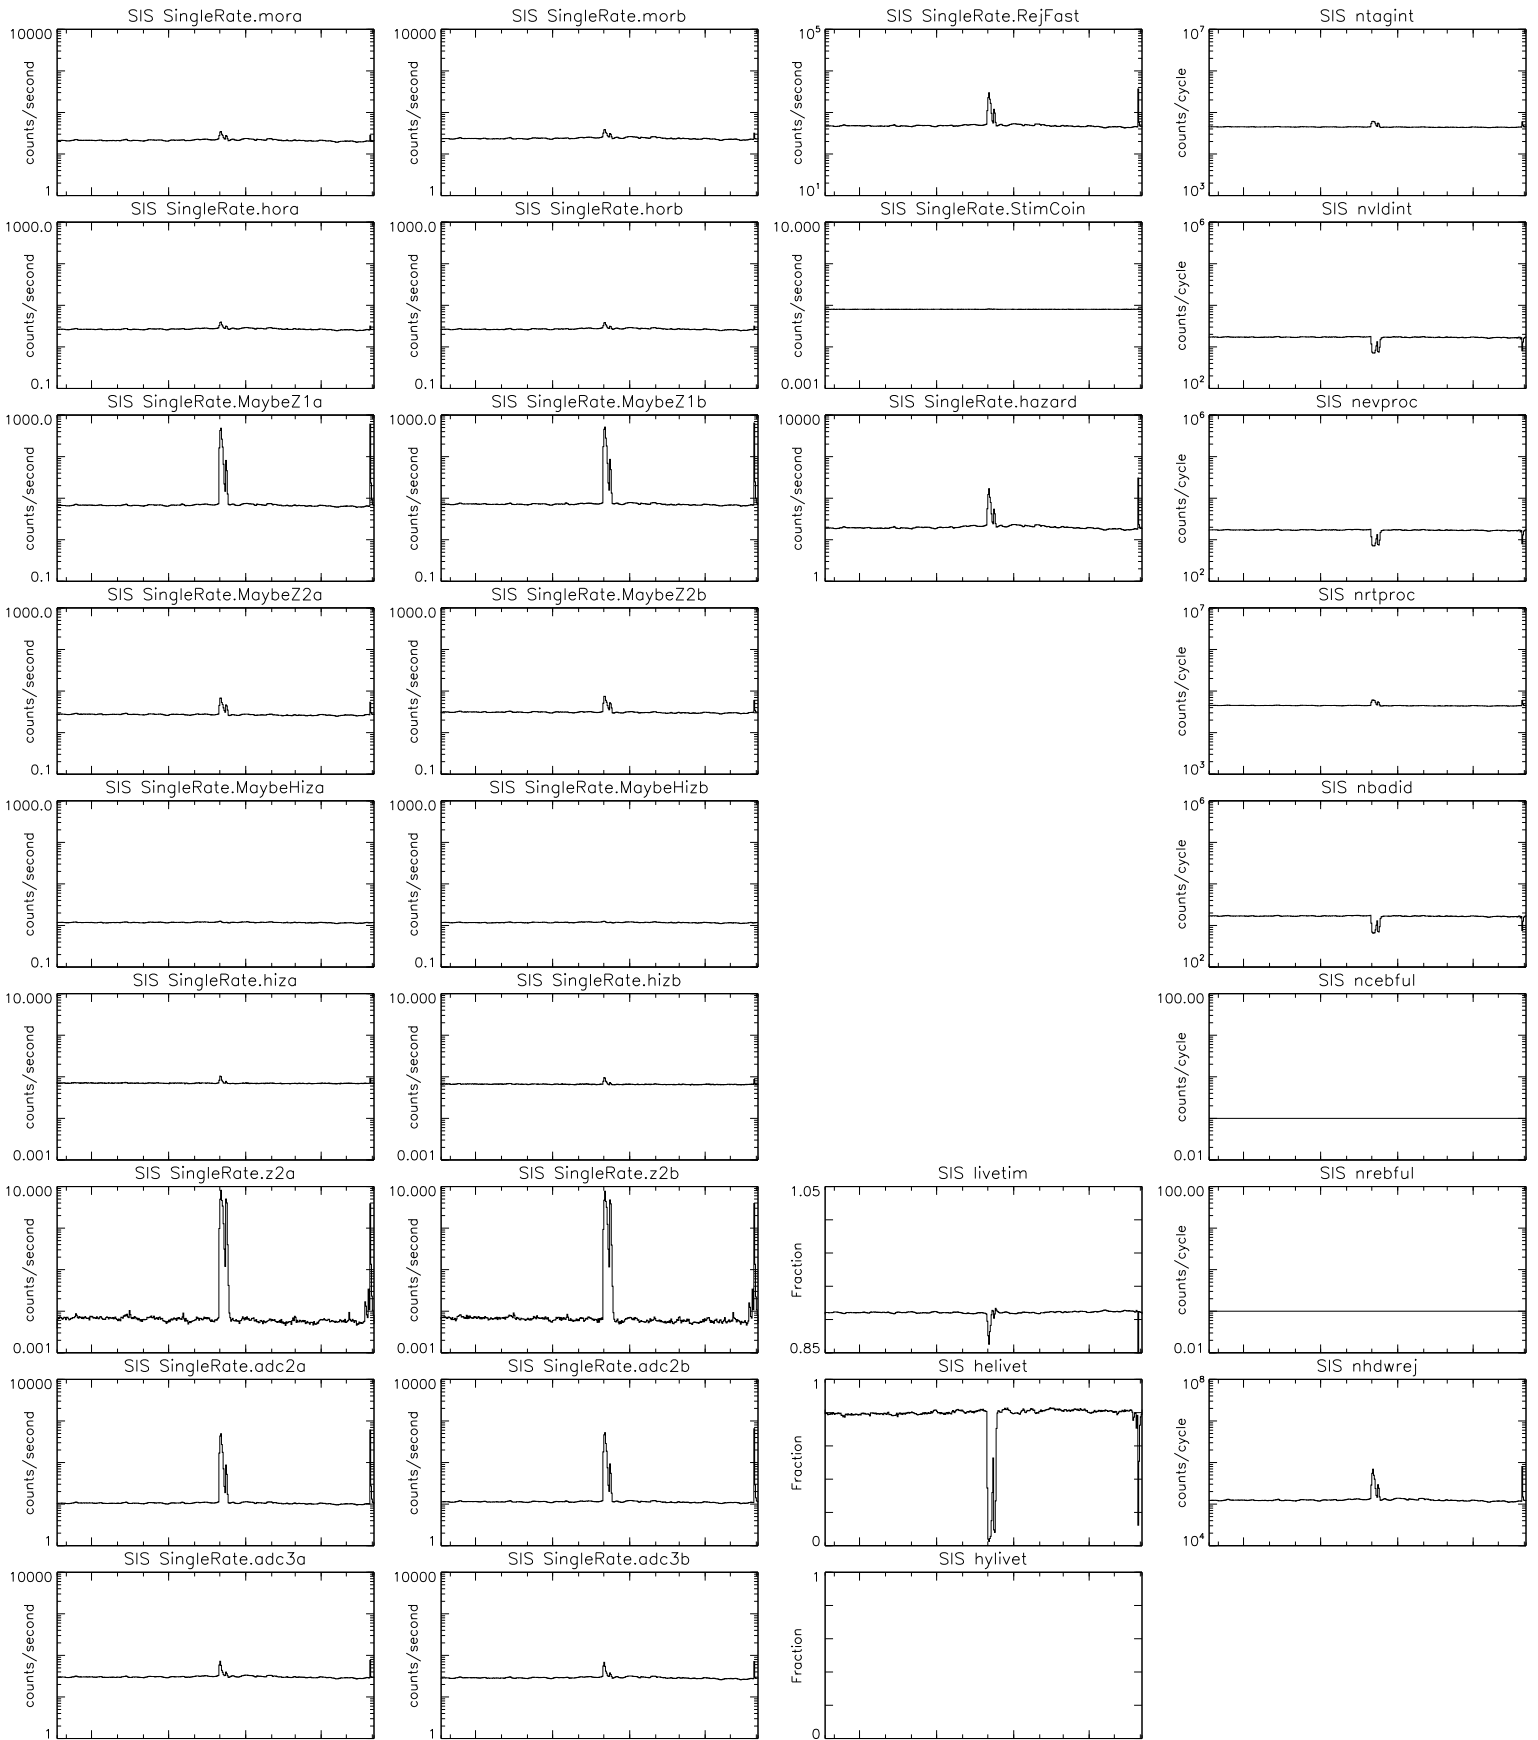 SIS SingleRate.mora
10000
counts/second
1
SIS SingleRate.morb
10000
counts/second
1
SIS SingleRate.RejFast
10^5
counts/second
10^1
SIS ntagint
10^7
counts/cycle
10^3
SIS SingleRate.hora
1000.0
counts/second
0.1
SIS SingleRate.horb
1000.0
counts/second
0.1
SIS SingleRate.StimCoin
10.000
counts/second
0.001
SIS nvldint
10^6
counts/cycle
10^2
SIS SingleRate.MaybeZ1a
1000.0
counts/second
0.1
SIS SingleRate.MaybeZ1b
1000.0
counts/second
0.1
SIS SingleRate.hazard
10000
counts/second
1
SIS nevproc
10^6
counts/cycle
10^2
SIS SingleRate.MaybeZ2a
1000.0
counts/second
0.1
SIS SingleRate.MaybeZ2b
1000.0
counts/second
0.1
SIS nrtproc
10^7
counts/cycle
10^3
SIS SingleRate.MaybeHiza
1000.0
counts/second
0.1
SIS SingleRate.MaybeHizb
1000.0
counts/second
0.1
SIS nbadid
10^6
counts/cycle
10^2
SIS SingleRate.hiza
10.000
counts/second
0.001
SIS SingleRate.hizb
10.000
counts/second
0.001
SIS ncebful
100.00
counts/cycle
0.01
SIS SingleRate.z2a
10.000
counts/second
0.001
SIS SingleRate.z2b
10.000
counts/second
0.001
SIS livetim
1.05
Fraction
0.85
SIS nrebful
100.00
counts/cycle
0.01
SIS SingleRate.adc2a
10000
counts/second
1
SIS SingleRate.adc2b
10000
counts/second
1
SIS helivet
1
Fraction
0
SIS nhdwrej
10^8
counts/cycle
10^4
SIS SingleRate.adc3a
10000
counts/second
1
SIS SingleRate.adc3b
10000
counts/second
1
SIS hylivet
1
Fraction
0